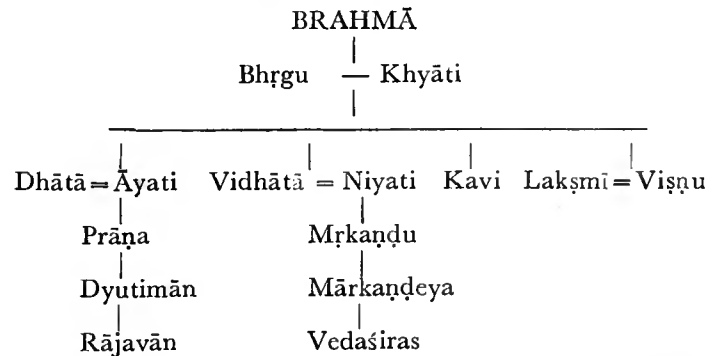 BRAHMĀ
Bhṛgu — Khyāti
Dhātā = Āyati Vidhātā = Niyati Kavi Lakṣmī = Viṣṇu
Prāṇa Mṛkaṇḍu
Dyutimān Mārkaṇḍeya
Rājavān Vedaśiras